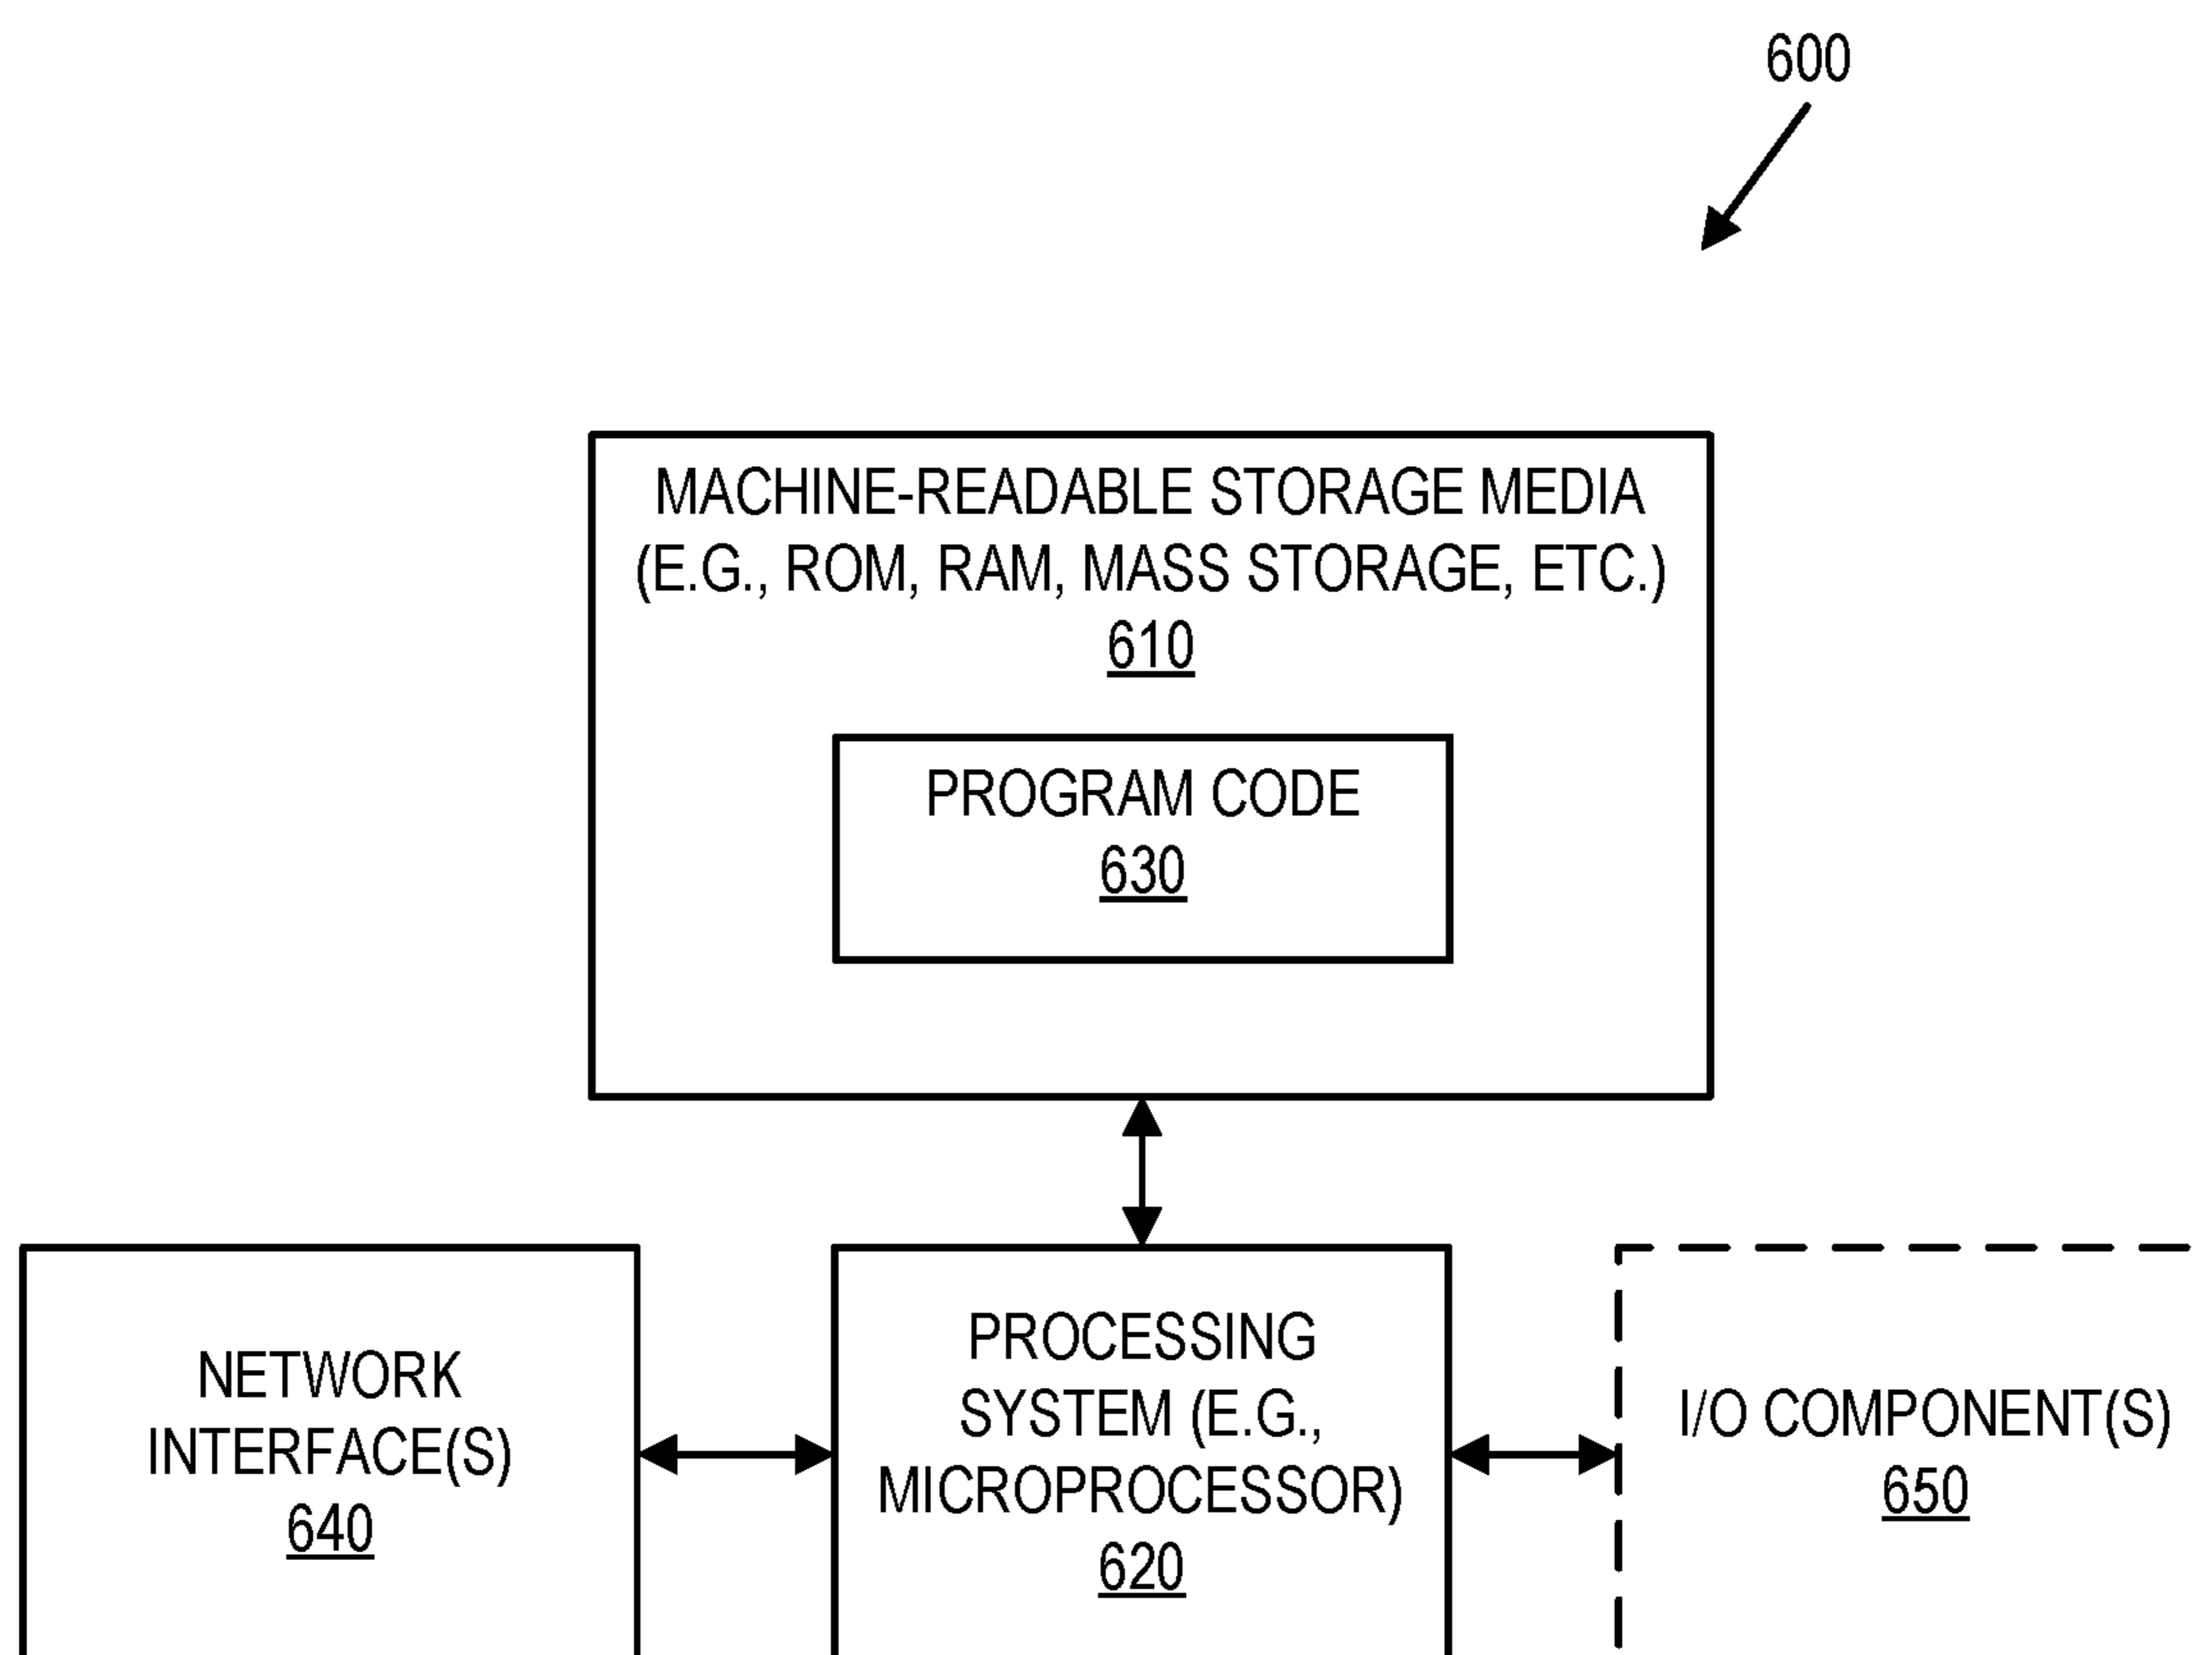 600
MACHINE-READABLE STORAGE MEDIA
(E.G., ROM, RAM, MASS STORAGE, ETC.)
610
PROGRAM CODE
630
NETWORK
INTERFACE(S)
640
PROCESSING
SYSTEM (E.G.,
MICROPROCESSOR)
620
I/O COMPONENT(S)
650